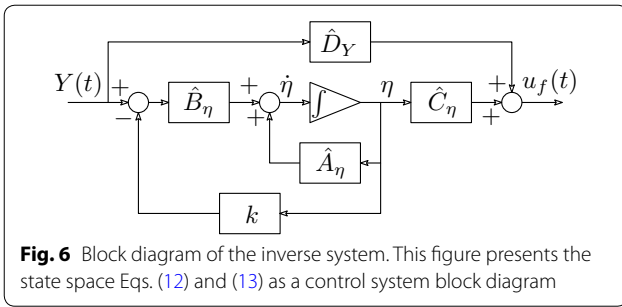 D̂_Y
Y(t) + − B̂_η + + η̇ ∫ η Ĉ_η + + u_f(t)
Â_η
k
Fig. 6 Block diagram of the inverse system. This figure presents the
state space Eqs. (12) and (13) as a control system block diagram